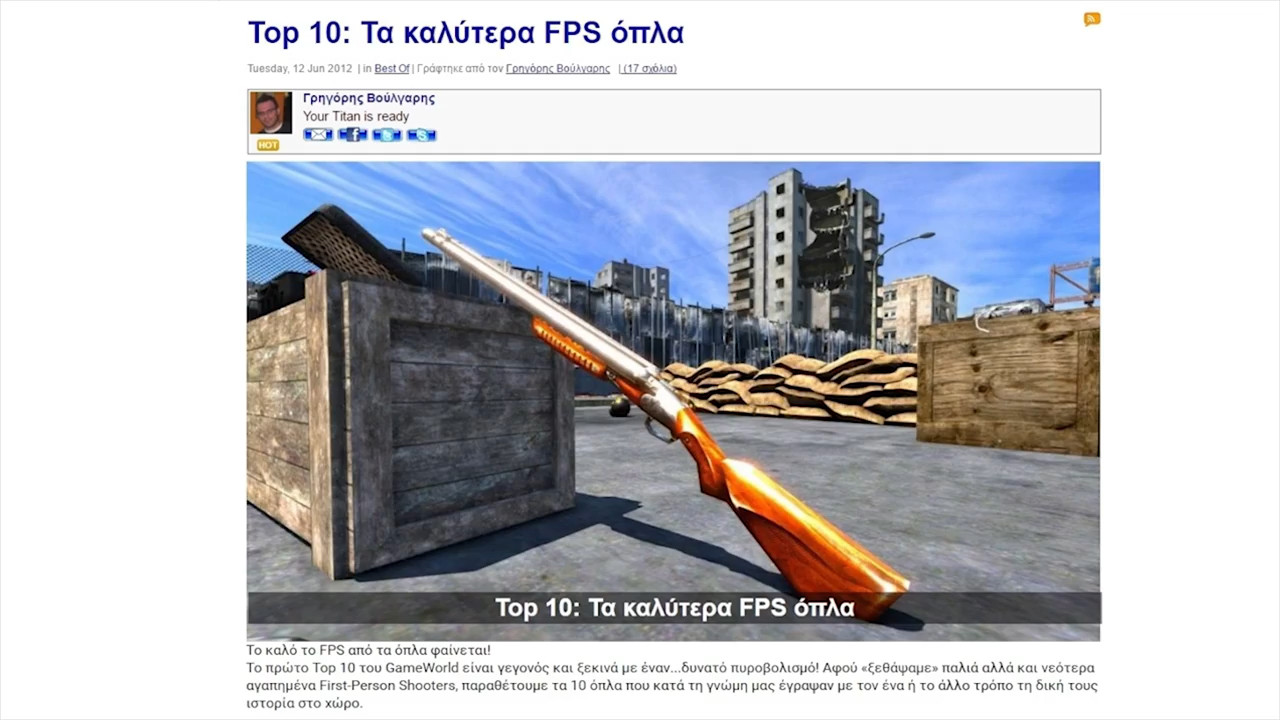 Top 10: Τα καλύτερα FPS όπλα
Tuesday, 12 Jun 2012 | in Best Of | Γράφτηκε από τον Γρηγόρης Βούλγαρης | (17 σχόλια)
Γρηγόρης Βούλγαρης
Your Titan is ready
HOT
Top 10: Τα καλύτερα FPS όπλα
Το καλό το FPS από τα όπλα φαίνεται!
Το πρώτο Top 10 του GameWorld είναι γεγονός και ξεκινά με έναν...δυνατό πυροβολισμό! Αφού «ξεθάψαμε» παλιά αλλά και νεότερα
αγαπημένα First-Person Shooters, παραθέτουμε τα 10 όπλα που κατά τη γνώμη μας έγραψαν με τον ένα ή το άλλο τρόπο τη δική τους
ιστορία στο χώρο.